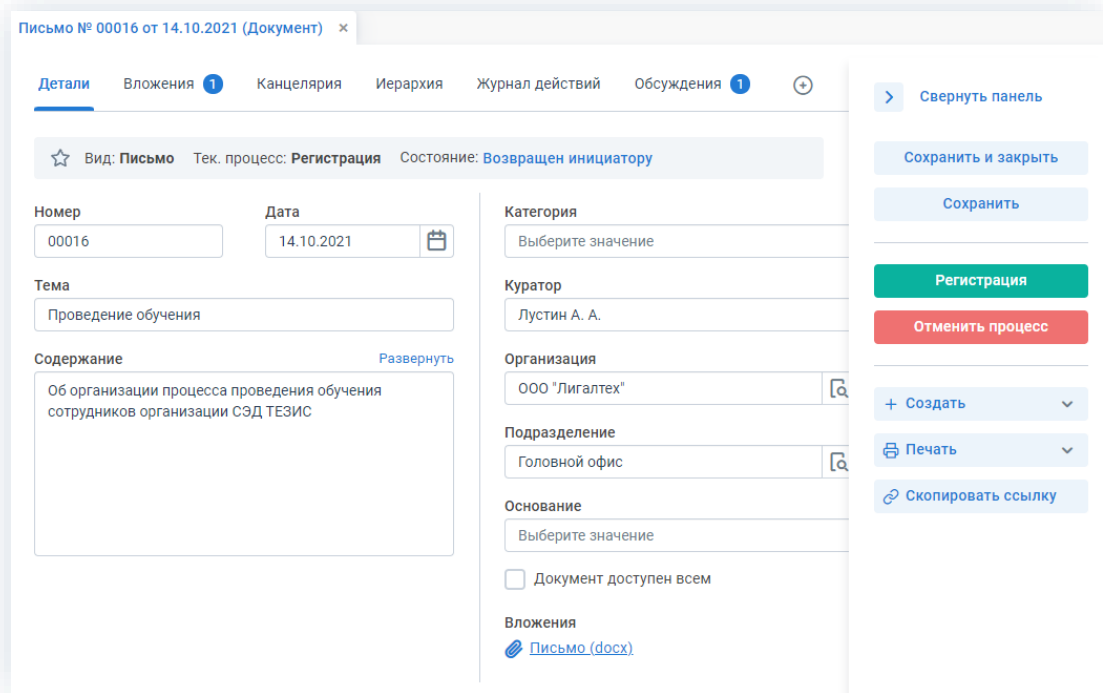 Письмо № 00016 от 14.10.2021 (Документ) ×
Детали Вложения 1 Канцелярия Иерархия Журнал действий Обсуждения 1
Вид: Письмо Тек. процесс: Регистрация Состояние: Возвращен инициатору
Номер Дата
00016 14.10.2021
Тема
Проведение обучения
Содержание Развернуть
Об организации процесса проведения обучения
сотрудников организации СЭД ТЕЗИС
Категория
Выберите значение
Куратор
Лустин А. А.
Организация
ООО "Лигалтех"
Подразделение
Головной офис
Основание
Выберите значение
Документ доступен всем
Вложения
Письмо (docx)
Свернуть панель
Сохранить и закрыть
Сохранить
Регистрация
Отменить процесс
+ Создать
Печать
Скопировать ссылку